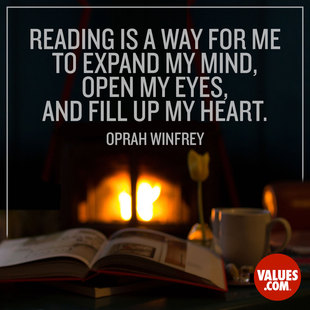 READING IS A WAY FOR ME
TO EXPAND MY MIND,
OPEN MY EYES,
AND FILL UP MY HEART.
OPRAH WINFREY
VALUES
.COM